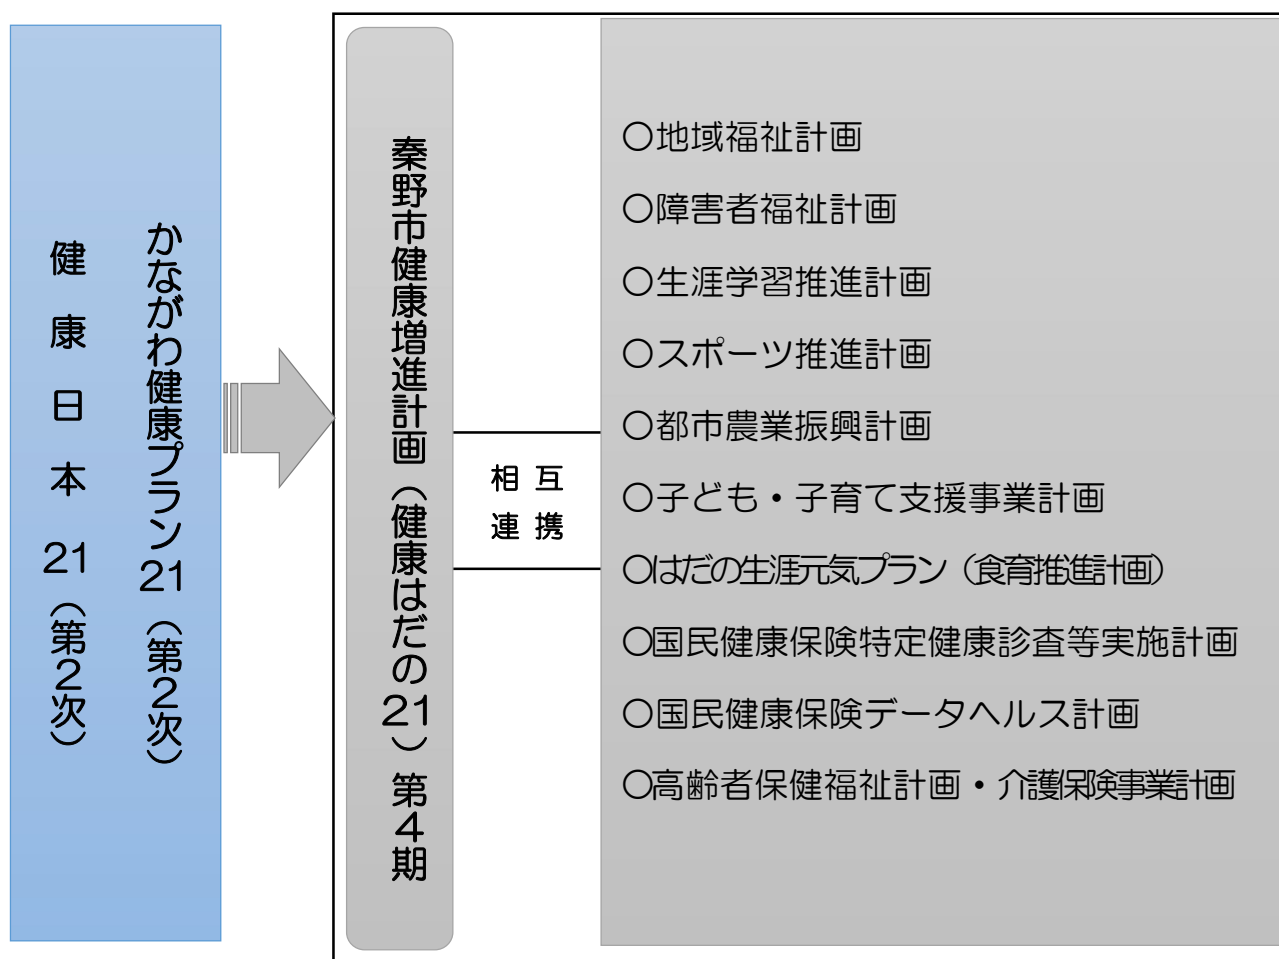 かながわ健康プラン21（第2次）
健康日本21（第2次）
秦野市健康増進計画（健康はだの21）第4期
相互
連携
○地域福祉計画
○障害者福祉計画
○生涯学習推進計画
○スポーツ推進計画
○都市農業振興計画
○子ども・子育て支援事業計画
○はだの生涯元気プラン（食育推進計画）
○国民健康保険特定健康診査等実施計画
○国民健康保険データヘルス計画
○高齢者保健福祉計画・介護保険事業計画